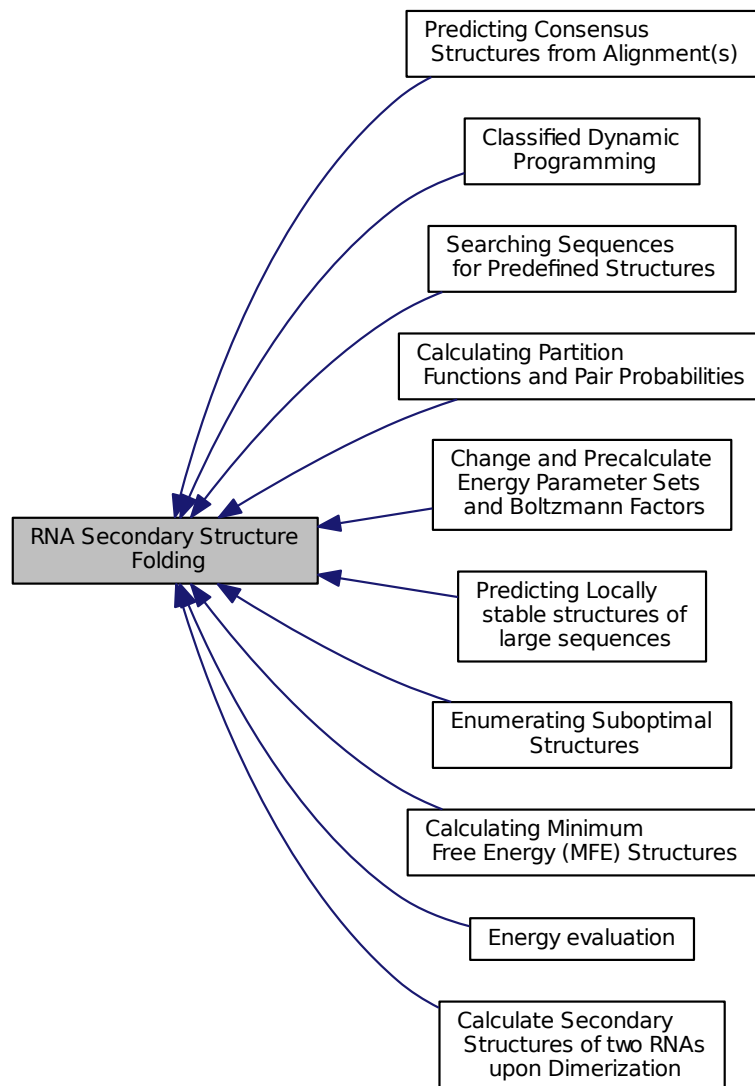 Predicting Consensus
Structures from Alignment(s)
Classified Dynamic
Programming
Searching Sequences
for Predefined Structures
Calculating Partition
Functions and Pair Probabilities
Change and Precalculate
Energy Parameter Sets
and Boltzmann Factors
RNA Secondary Structure
Folding
Predicting Locally
stable structures of
large sequences
Enumerating Suboptimal
Structures
Calculating Minimum
Free Energy (MFE) Structures
Energy evaluation
Calculate Secondary
Structures of two RNAs
upon Dimerization